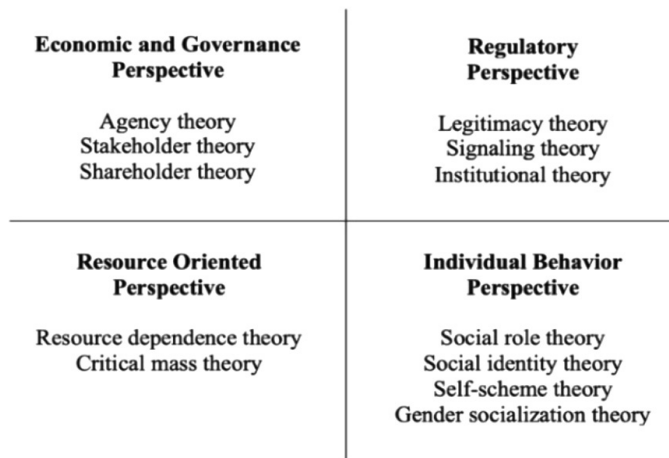 Economic and Governance
Perspective
Agency theory
Stakeholder theory
Shareholder theory
Regulatory
Perspective
Legitimacy theory
Signaling theory
Institutional theory
Resource Oriented
Perspective
Resource dependence theory
Critical mass theory
Individual Behavior
Perspective
Social role theory
Social identity theory
Self-scheme theory
Gender socialization theory